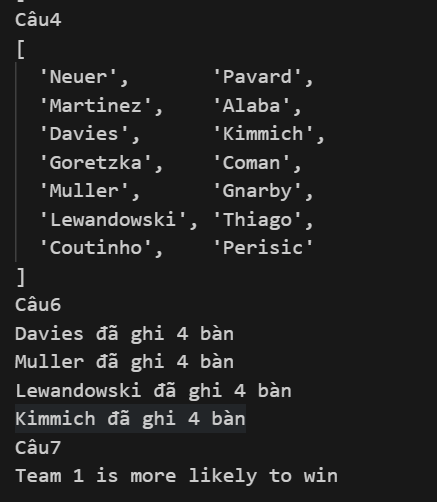 Câu4
[
'Neuer', 'Pavard',
'Martinez', 'Alaba',
'Davies', 'Kimmich',
'Goretzka', 'Coman',
'Muller', 'Gnarby',
'Lewandowski', 'Thiago',
'Coutinho', 'Perisic'
]
Câu6
Davies đã ghi 4 bàn
Muller đã ghi 4 bàn
Lewandowski đã ghi 4 bàn
Kimmich đã ghi 4 bàn
Câu7
Team 1 is more likely to win